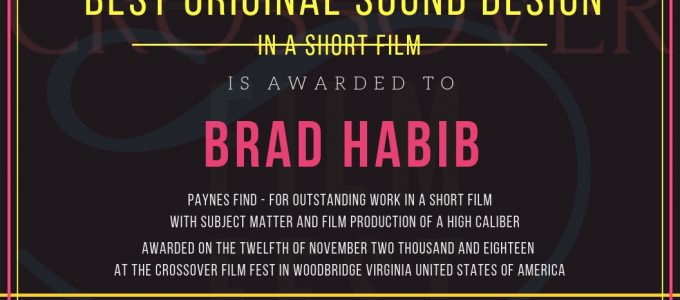 BEST ORIGINAL SOUND DESIGN
IN A SHORT FILM
IS AWARDED TO
BRAD HABIB
PAYNES FIND - FOR OUTSTANDING WORK IN A SHORT FILM
WITH SUBJECT MATTER AND FILM PRODUCTION OF A HIGH CALIBER
AWARDED ON THE TWELFTH OF NOVEMBER TWO THOUSAND AND EIGHTEEN
AT THE CROSSOVER FILM FEST IN WOODBRIDGE VIRGINIA UNITED STATES OF AMERICA
CROSSOVER
FILM